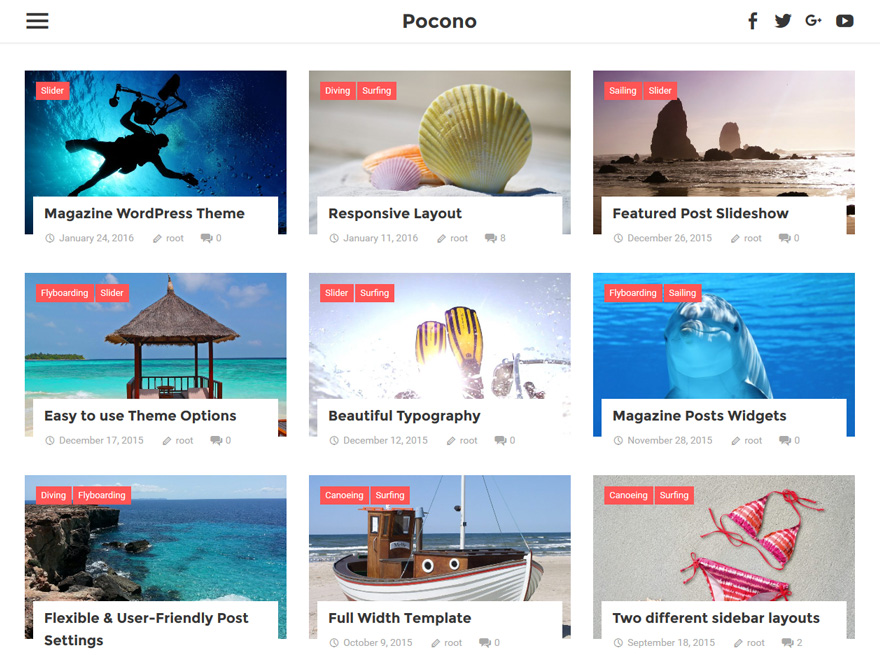 Pocono
Slider
Diving Surfing
Sailing Slider
Magazine WordPress Theme
January 24, 2016 root 0
Responsive Layout
January 11, 2016 root 8
Featured Post Slideshow
December 26, 2015 root 0
Flyboarding Slider
Slider Surfing
Flyboarding Sailing
Easy to use Theme Options
December 17, 2015 root 0
Beautiful Typography
December 12, 2015 root 0
Magazine Posts Widgets
November 28, 2015 root 0
Diving Flyboarding
Canoeing Surfing
Canoeing Surfing
Flexible & User-Friendly Post
Settings
Full Width Template
October 9, 2015 root 0
Two different sidebar layouts
September 18, 2015 root 2